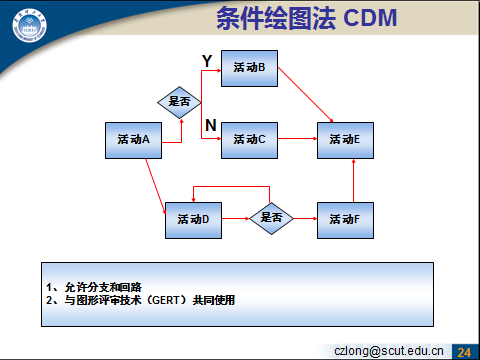 条件绘图法 CDM
Y
活动B
是否
活动A
N
活动C
活动E
活动D
是否
活动F
1、允许分支和回路
2、与图形评审技术（GERT）共同使用
czlong@scut.edu.cn
24